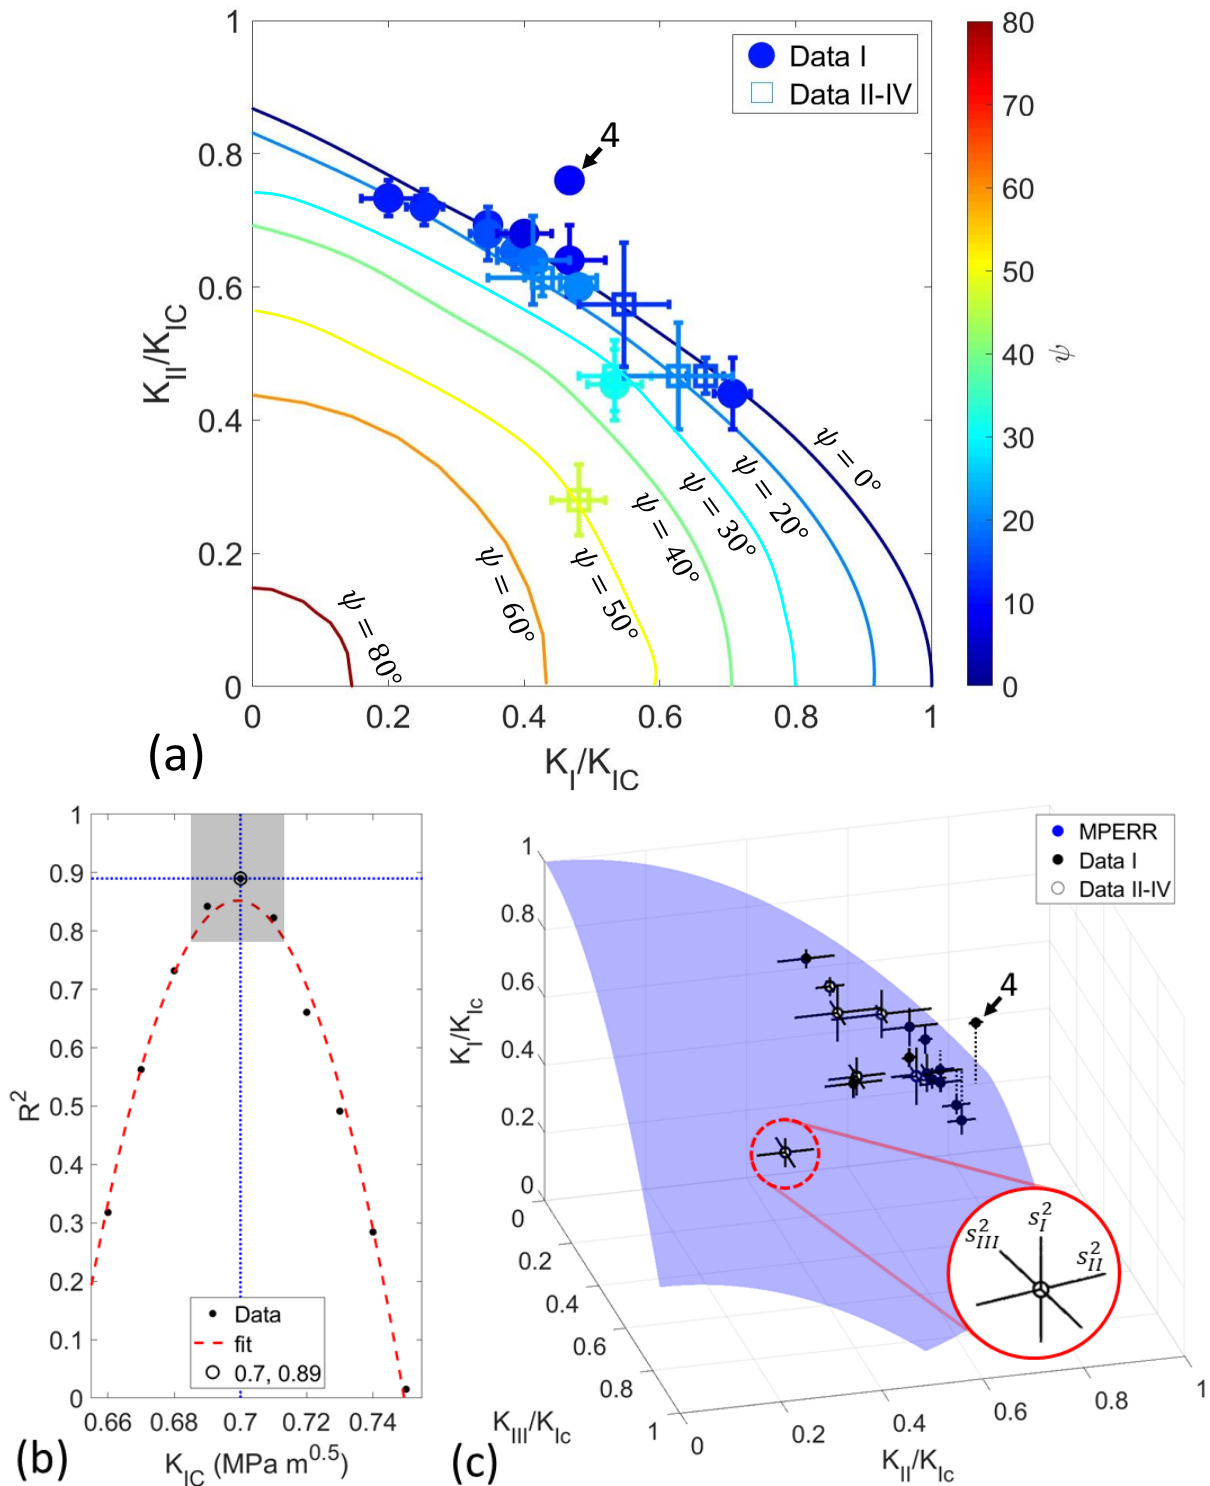 1
0.8
0.6
0.4
0.2
0
K_II/K_IC
0
0.2
0.4
0.6
0.8
1
K_I/K_IC
Data I
Data II-IV
4
ψ = 0°
ψ = 20°
ψ = 30°
ψ = 40°
ψ = 50°
ψ = 60°
ψ = 80°
80
70
60
50
40
30
20
10
0
ψ
(a)
1
0.9
0.8
0.7
0.6
0.5
0.4
0.3
0.2
0.1
0
R²
Data
fit
0.7, 0.89
0.66
0.68
0.7
0.72
0.74
K_IC (MPa m^0.5)
(b)
MPERR
Data I
Data II-IV
4
1
0.8
0.6
0.4
0.2
0
K_I/K_Ic
0
0.2
0.4
0.6
0.8
1
K_III/K_Ic
0
0.2
0.4
0.6
0.8
1
K_II/K_Ic
s²_III
s²_I
s²_II
(c)